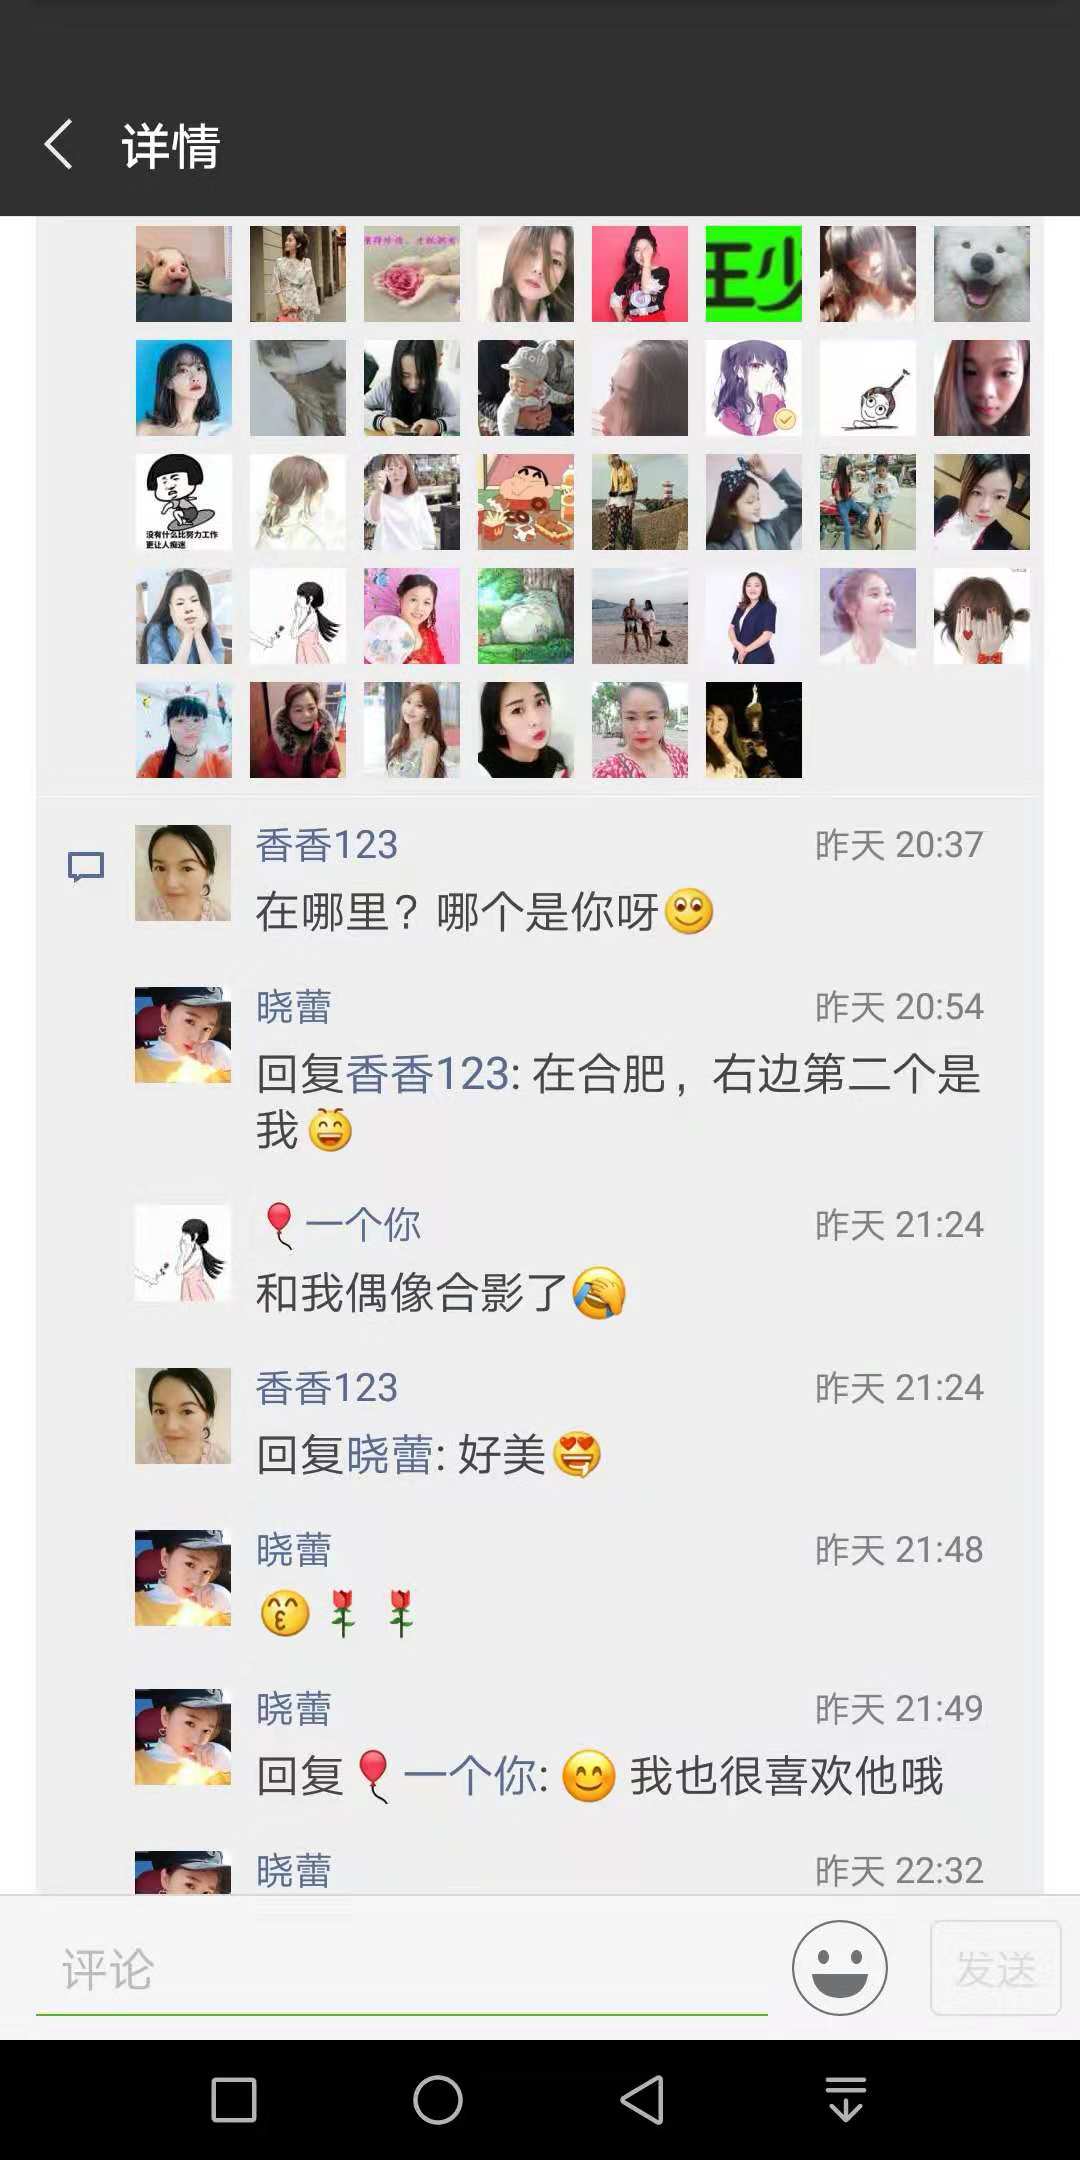 详情
王少
没有什么比努力工作
更让人痴迷
香香123
昨天 20:37
在哪里？哪个是你呀
晓蕾
昨天 20:54
回复香香123: 在合肥，右边第二个是
我
一个你
昨天 21:24
和我偶像合影了
香香123
昨天 21:24
回复晓蕾: 好美
晓蕾
昨天 21:48
晓蕾
昨天 21:49
回复 一个你: 我也很喜欢他哦
晓蕾
昨天 22:32
评论
发送